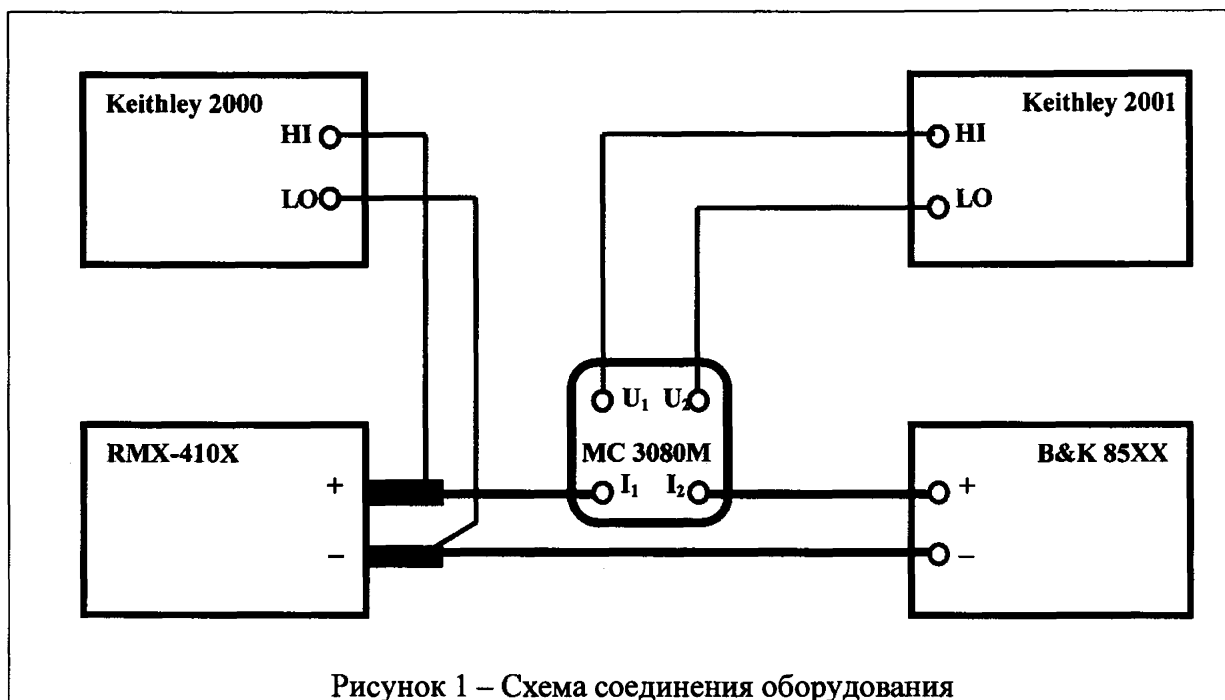 Keithley 2000
HI
LO
Keithley 2001
HI
LO
U₁ U₂
MC 3080M
I₁ I₂
RMX-410X
+
–
B&K 85XX
+
–
Рисунок 1 – Схема соединения оборудования